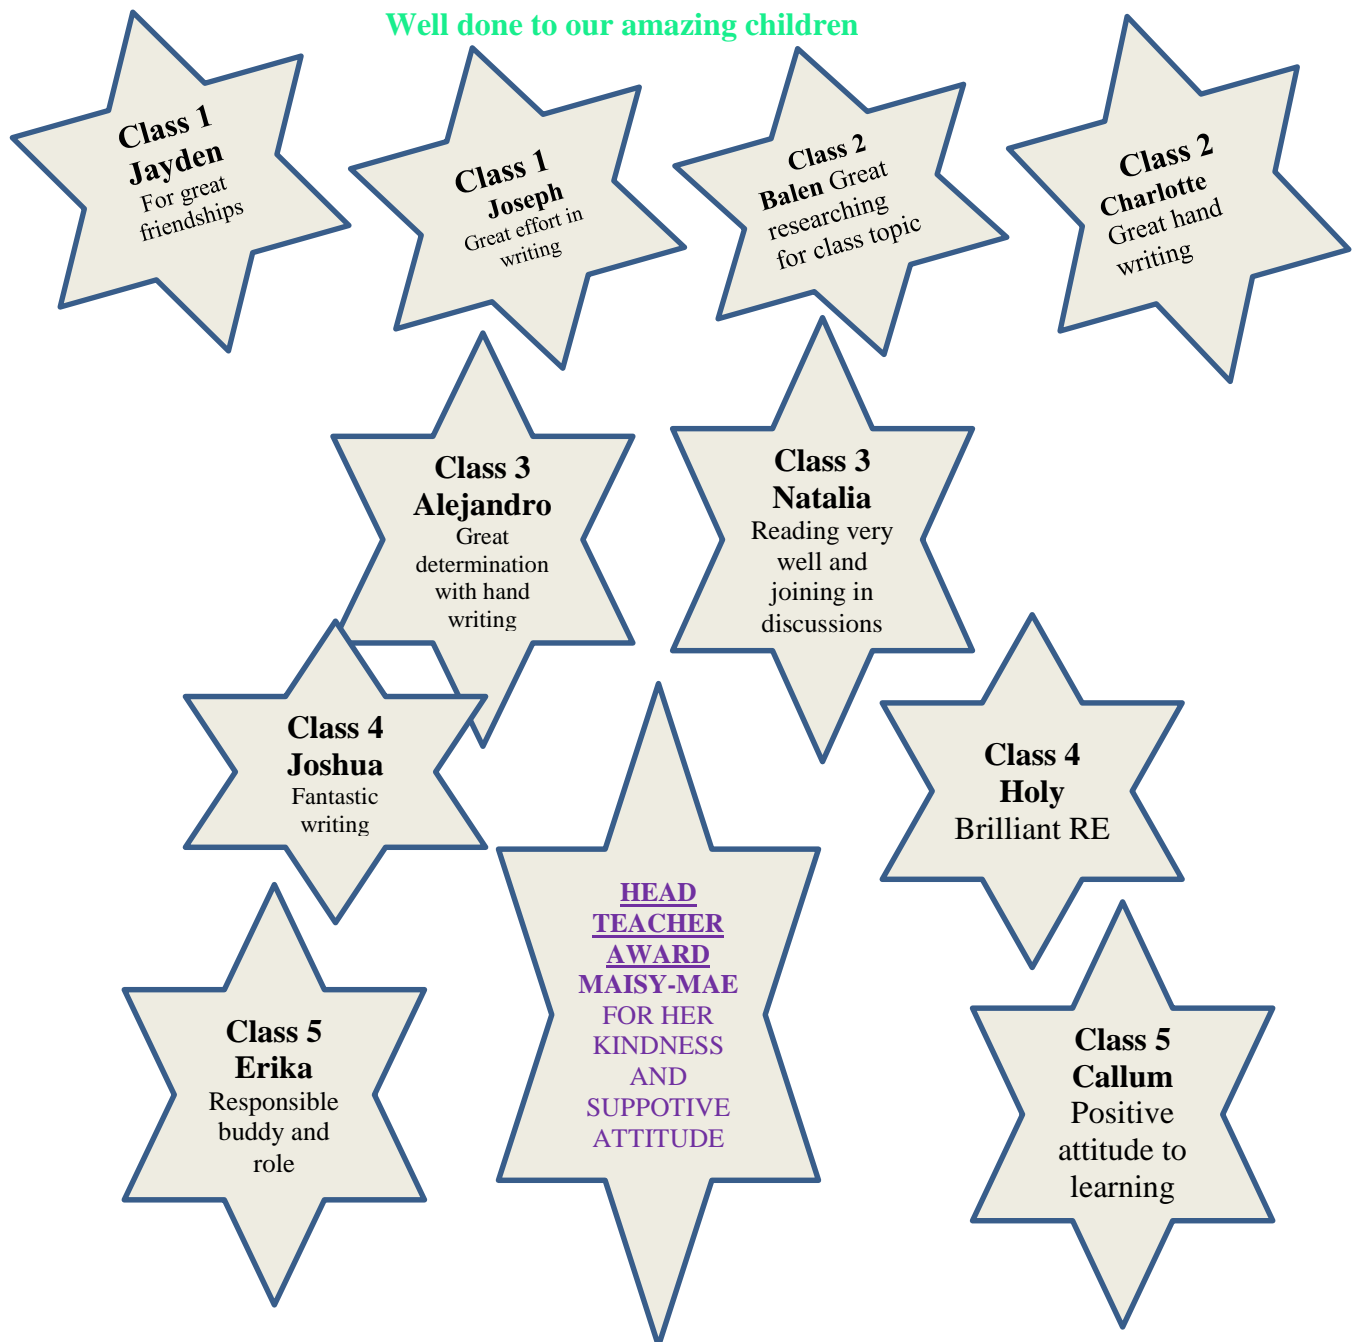 Well done to our amazing children
Class 1
Jayden
For great
friendships
Class 1
Joseph
Great effort in
writing
Class 2
Balen Great
researching
for class topic
Class 2
Charlotte
Great hand
writing
Class 3
Alejandro
Great
determination
with hand
writing
Class 3
Natalia
Reading very
well and
joining in
discussions
Class 4
Joshua
Fantastic
writing
Class 4
Holy
Brilliant RE
HEAD
TEACHER
AWARD
MAISY-MAE
FOR HER
KINDNESS
AND
SUPPOTIVE
ATTITUDE
Class 5
Erika
Responsible
buddy and
role
Class 5
Callum
Positive
attitude to
learning